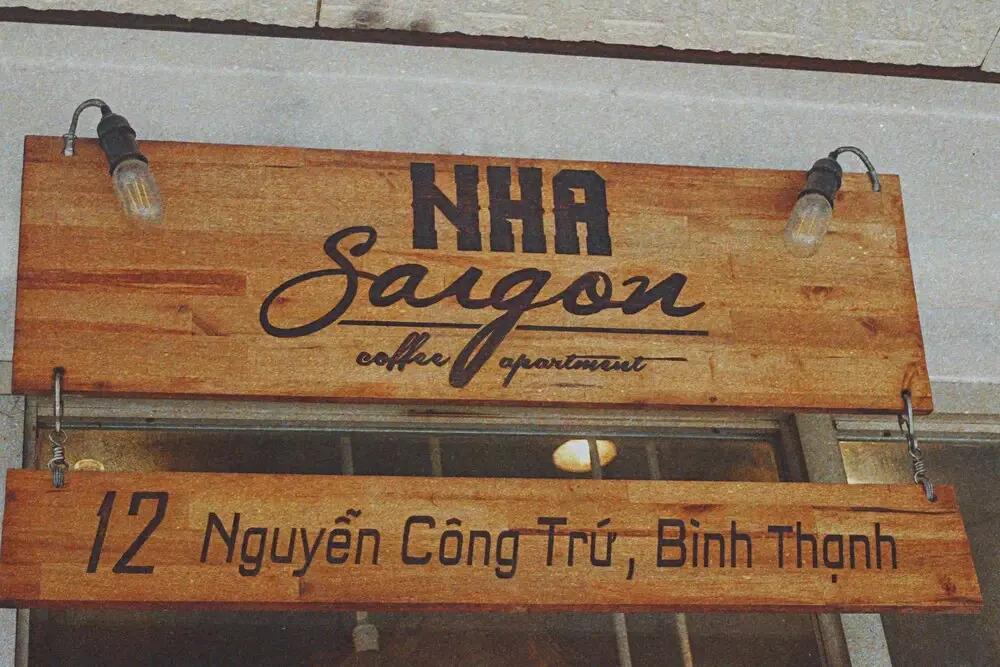 NHA
Saigon
coffee apartment
12 Nguyễn Công Trứ, Bình Thạnh